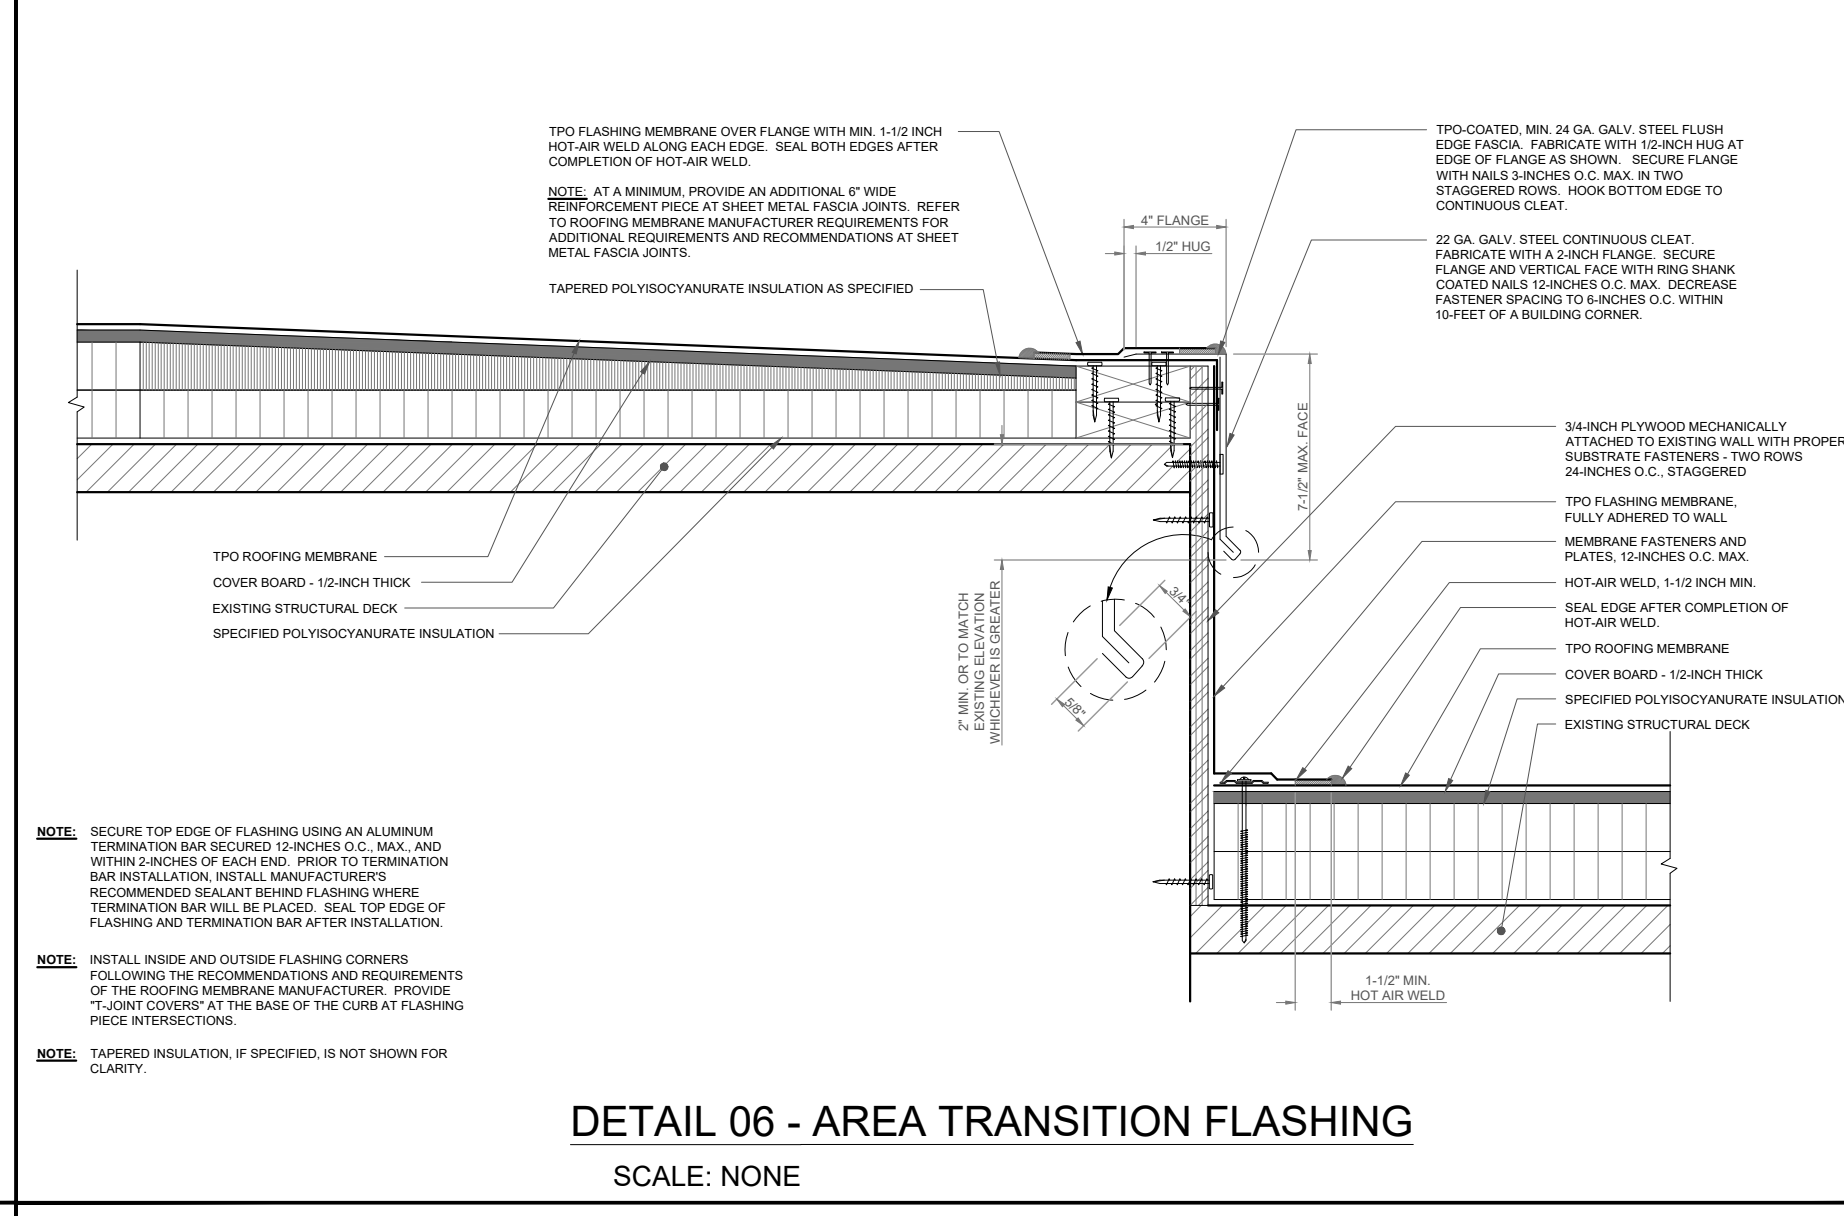 TPO FLASHING MEMBRANE OVER FLANGE WITH MIN. 1-1/2 INCH
HOT-AIR WELD ALONG EACH EDGE. SEAL BOTH EDGES AFTER
COMPLETION OF HOT-AIR WELD.
NOTE: AT A MINIMUM, PROVIDE AN ADDITIONAL 6" WIDE
REINFORCEMENT PIECE AT SHEET METAL FASCIA JOINTS. REFER
TO ROOFING MEMBRANE MANUFACTURER REQUIREMENTS FOR
ADDITIONAL REQUIREMENTS AND RECOMMENDATIONS AT SHEET
METAL FASCIA JOINTS.
TAPERED POLYISOCYANURATE INSULATION AS SPECIFIED
4" FLANGE
1/2" HUG
TPO-COATED, MIN. 24 GA. GALV. STEEL FLUSH
EDGE FASCIA. FABRICATE WITH 1/2-INCH HUG AT
EDGE OF FLANGE AS SHOWN. SECURE FLANGE
WITH NAILS 3-INCHES O.C. MAX. IN TWO
STAGGERED ROWS. HOOK BOTTOM EDGE TO
CONTINUOUS CLEAT.
22 GA. GALV. STEEL CONTINUOUS CLEAT.
FABRICATE WITH A 2-INCH FLANGE. SECURE
FLANGE AND VERTICAL FACE WITH RING SHANK
COATED NAILS 12-INCHES O.C. MAX. DECREASE
FASTENER SPACING TO 6-INCHES O.C. WITHIN
10-FEET OF A BUILDING CORNER.
7-1/2" MAX. FACE
3/4-INCH PLYWOOD MECHANICALLY
ATTACHED TO EXISTING WALL WITH PROPER
SUBSTRATE FASTENERS - TWO ROWS
24-INCHES O.C., STAGGERED
TPO FLASHING MEMBRANE,
FULLY ADHERED TO WALL
MEMBRANE FASTENERS AND
PLATES, 12-INCHES O.C. MAX.
HOT-AIR WELD, 1-1/2 INCH MIN.
SEAL EDGE AFTER COMPLETION OF
HOT-AIR WELD.
TPO ROOFING MEMBRANE
COVER BOARD - 1/2-INCH THICK
SPECIFIED POLYISOCYANURATE INSULATION
EXISTING STRUCTURAL DECK
TPO ROOFING MEMBRANE
COVER BOARD - 1/2-INCH THICK
EXISTING STRUCTURAL DECK
SPECIFIED POLYISOCYANURATE INSULATION
2" MIN. OR TO MATCH
EXISTING ELEVATION
WHICHEVER IS GREATER
3/4"
5/8"
1-1/2" MIN.
HOT AIR WELD
NOTE: SECURE TOP EDGE OF FLASHING USING AN ALUMINUM
TERMINATION BAR SECURED 12-INCHES O.C., MAX., AND
WITHIN 2-INCHES OF EACH END. PRIOR TO TERMINATION
BAR INSTALLATION, INSTALL MANUFACTURER'S
RECOMMENDED SEALANT BEHIND FLASHING WHERE
TERMINATION BAR WILL BE PLACED. SEAL TOP EDGE OF
FLASHING AND TERMINATION BAR AFTER INSTALLATION.
NOTE: INSTALL INSIDE AND OUTSIDE FLASHING CORNERS
FOLLOWING THE RECOMMENDATIONS AND REQUIREMENTS
OF THE ROOFING MEMBRANE MANUFACTURER. PROVIDE
"T-JOINT COVERS" AT THE BASE OF THE CURB AT FLASHING
PIECE INTERSECTIONS.
NOTE: TAPERED INSULATION, IF SPECIFIED, IS NOT SHOWN FOR
CLARITY.
DETAIL 06 - AREA TRANSITION FLASHING
SCALE: NONE